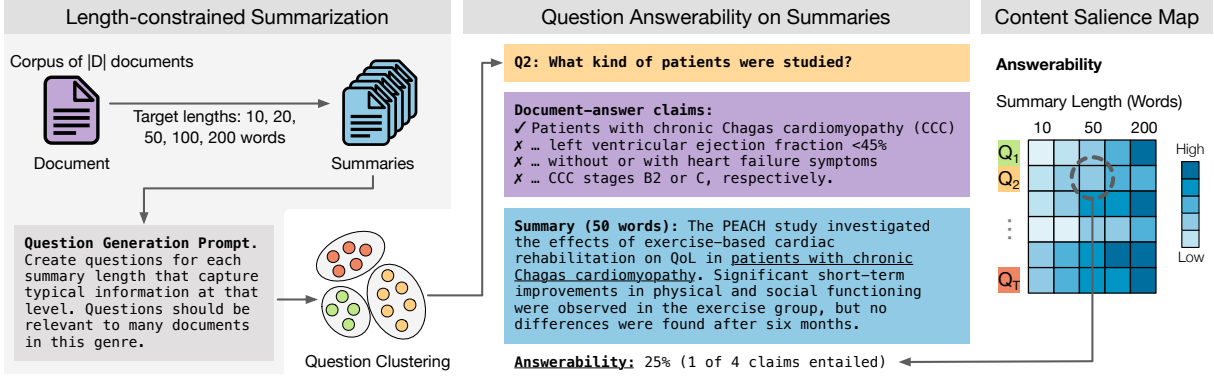 Length-constrained Summarization
Corpus of |D| documents
Target lengths: 10, 20,
50, 100, 200 words
Document
Summaries
Question Generation Prompt.
Create questions for each
summary length that capture
typical information at that
level. Questions should be
relevant to many documents
in this genre.
Question Clustering
Question Answerability on Summaries
Q2: What kind of patients were studied?
Document-answer claims:
✓ Patients with chronic Chagas cardiomyopathy (CCC)
✗ … left ventricular ejection fraction <45%
✗ … without or with heart failure symptoms
✗ … CCC stages B2 or C, respectively.
Summary (50 words): The PEACH study investigated
the effects of exercise-based cardiac
rehabilitation on QoL in patients with chronic
Chagas cardiomyopathy. Significant short-term
improvements in physical and social functioning
were observed in the exercise group, but no
differences were found after six months.
Answerability: 25% (1 of 4 claims entailed)
Content Salience Map
Answerability
Summary Length (Words)
10 50 200
Q1
Q2
⋮
QT
High
Low